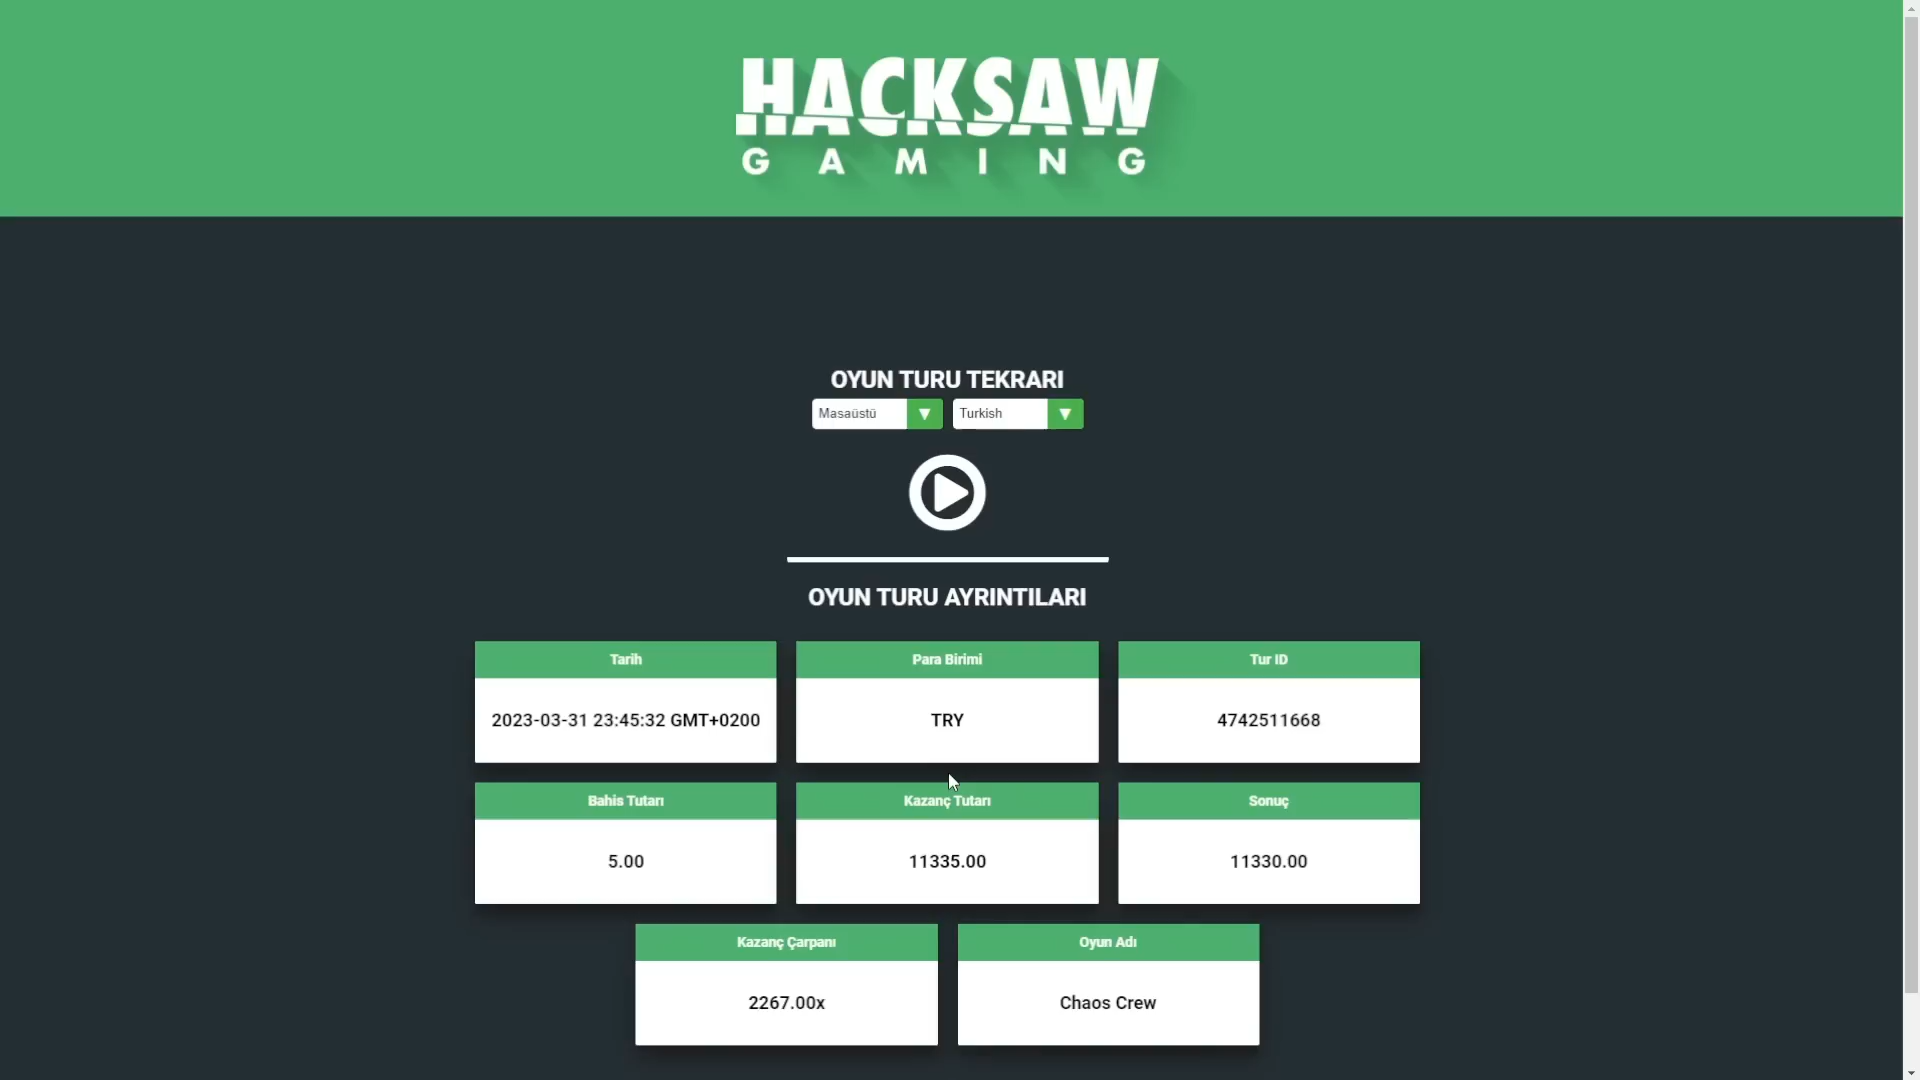 HACKSAW
GAMING
OYUN TURU TEKRARI
Masaüstü
Turkish
OYUN TURU AYRINTILARI
Tarih
2023-03-31 23:45:32 GMT+0200
Para Birimi
TRY
Tur ID
4742511668
Bahis Tutarı
5.00
Kazanç Tutarı
11335.00
Sonuç
11330.00
Kazanç Çarpanı
2267.00x
Oyun Adı
Chaos Crew